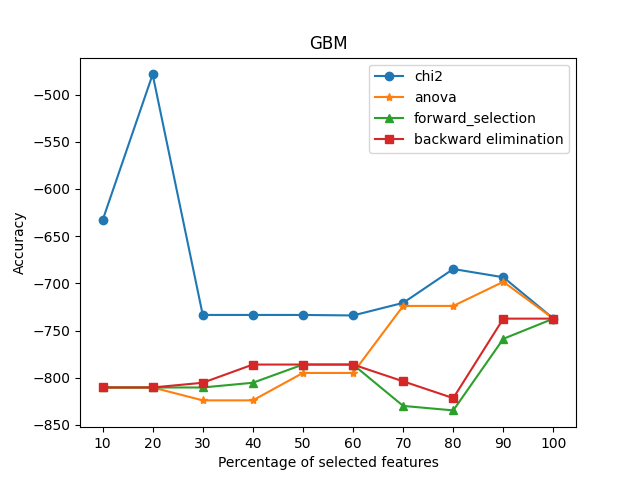 GBM
chi2
anova
forward_selection
backward elimination
Accuracy
−500
−550
−600
−650
−700
−750
−800
−850
10 20 30 40 50 60 70 80 90 100
Percentage of selected features